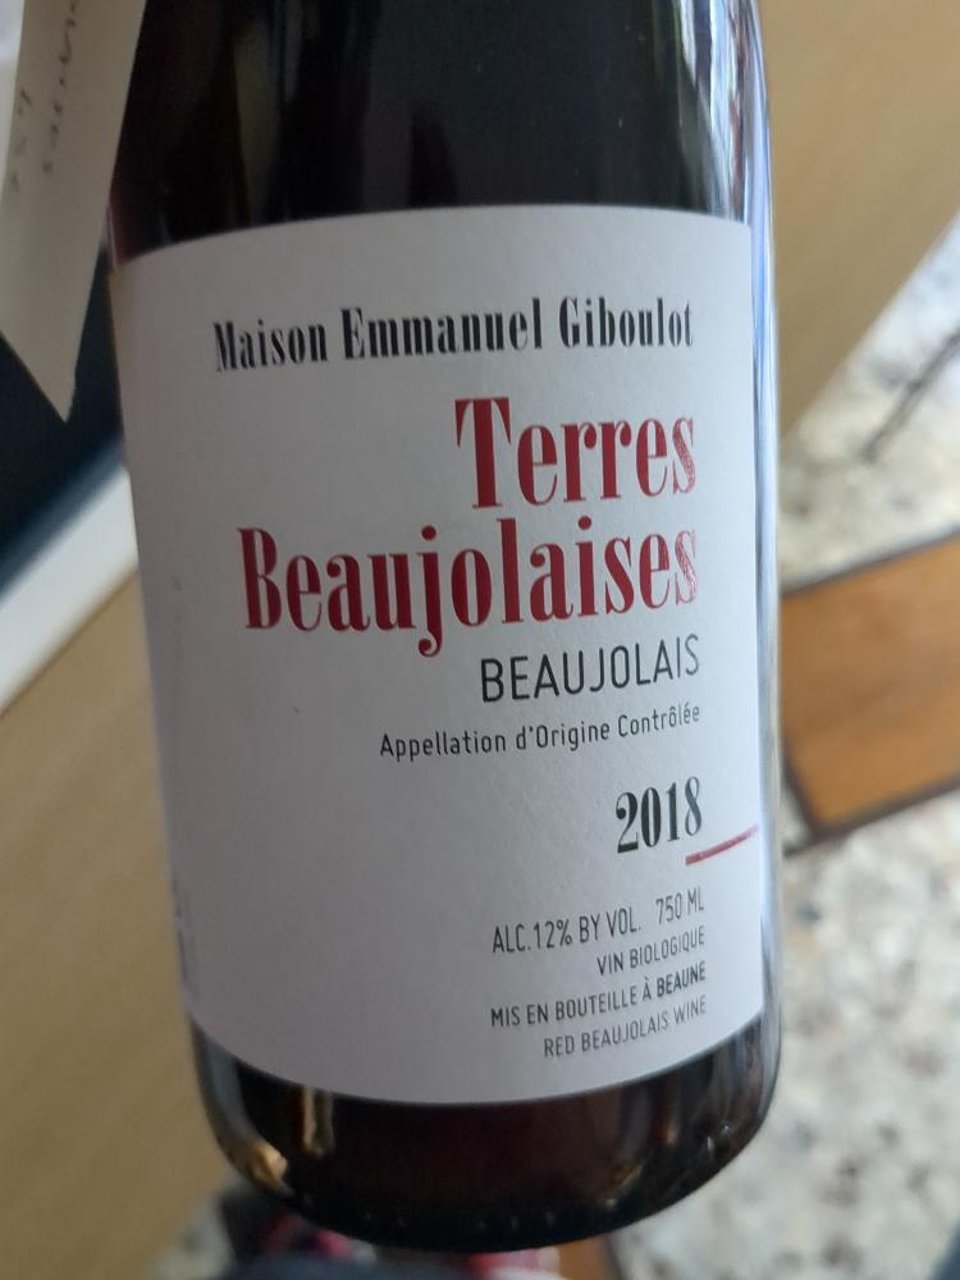 Maison Emmanuel Giboulot
Terres
Beaujolaises
BEAUJOLAIS
Appellation d'Origine Contrôlée
2018
ALC.12% BY VOL. 750 ML
VIN BIOLOGIQUE
MIS EN BOUTEILLE À BEAUNE
RED BEAUJOLAIS WINE